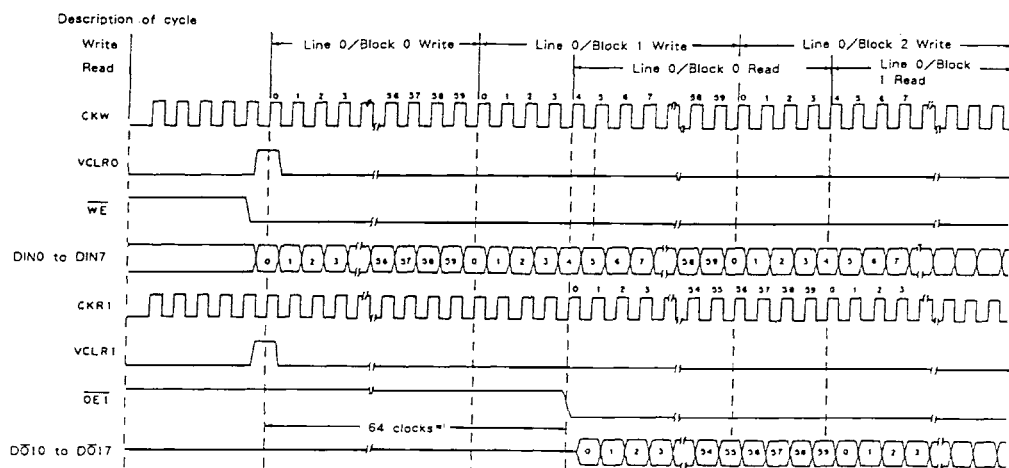 Description of cycle
Write Line 0/Block 0 Write Line 0/Block 1 Write Line 0/Block 2 Write
Read Line 0/Block 0 Read Line 0/Block 1 Read
0 1 2 3 56 57 58 59 0 1 2 3 4 5 6 7 58 59 0 1 2 3 4 5 6 7
CKW
VCLR0
WE
DIN0 to DIN7 0 1 2 3 56 57 58 59 0 1 2 3 4 5 6 7 58 59 0 1 2 3 4 5 6 7
0 1 2 3 54 55 56 57 58 59 0 1 2 3
CKR1
VCLR1
OE1
64 clocks
DO10 to DO17 0 1 2 3 54 55 56 57 58 59 0 1 2 3